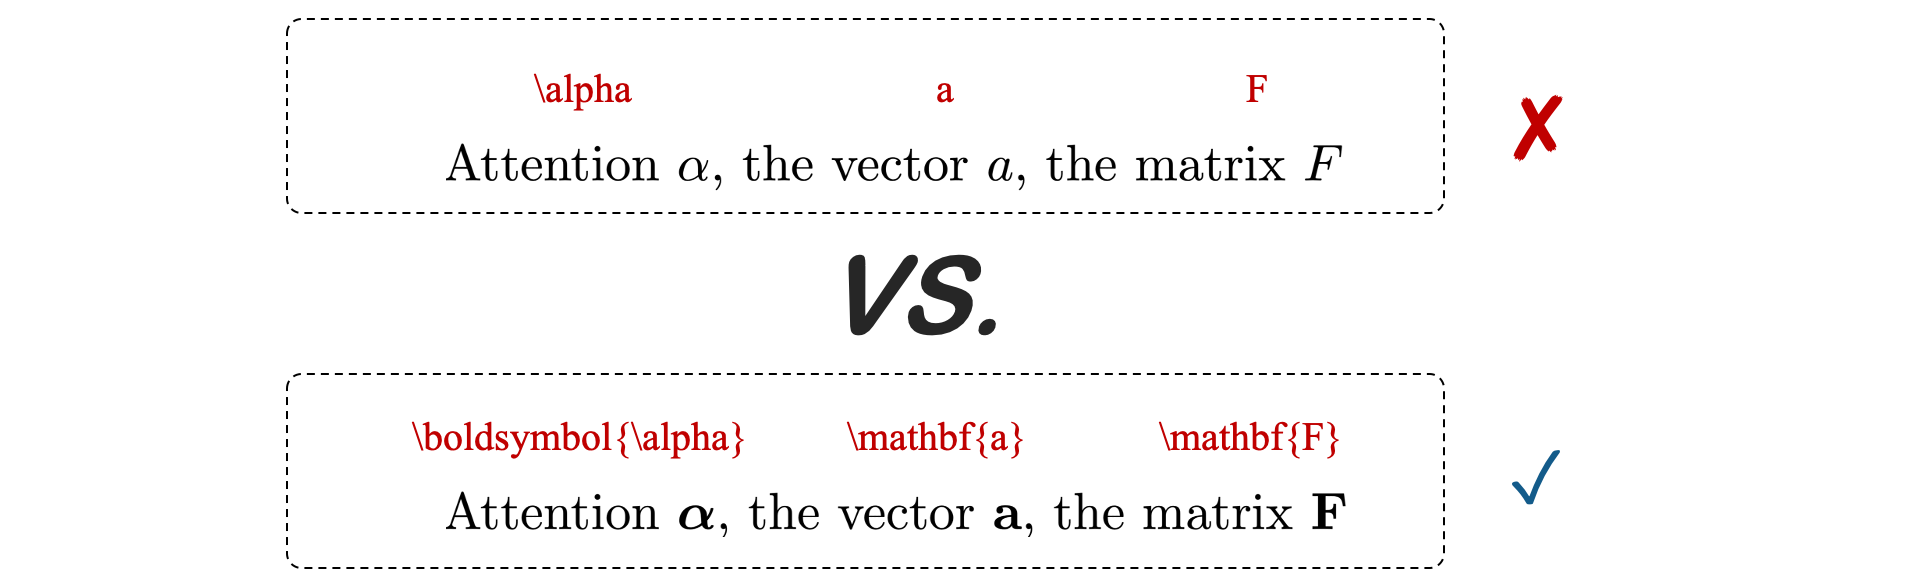 \alpha a F
Attention α, the vector a, the matrix F
✗
VS.
\boldsymbol{\alpha} \mathbf{a} \mathbf{F}
Attention α, the vector a, the matrix F
✓